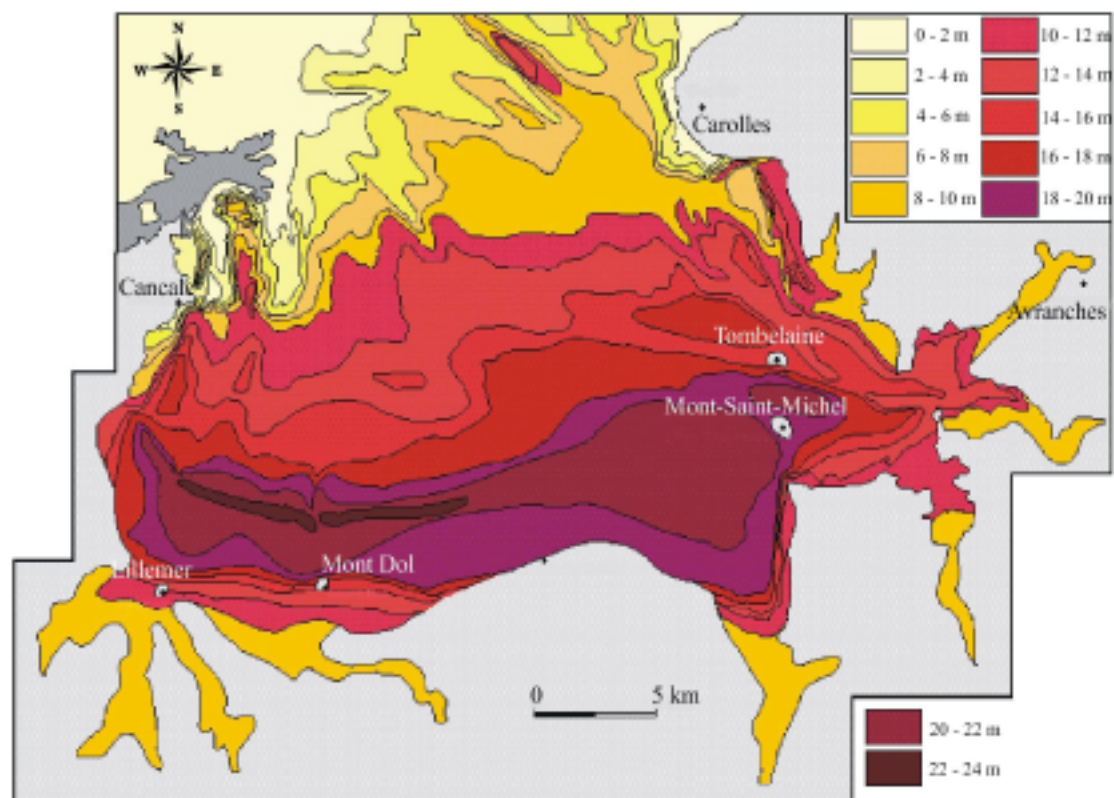 N
W E
S
0 - 2 m
2 - 4 m
4 - 6 m
6 - 8 m
8 - 10 m
10 - 12 m
12 - 14 m
14 - 16 m
16 - 18 m
18 - 20 m
Carolles
Cancale
Avranches
Tombelaine
Mont-Saint-Michel
Lillemer
Mont Dol
0 5 km
20 - 22 m
22 - 24 m